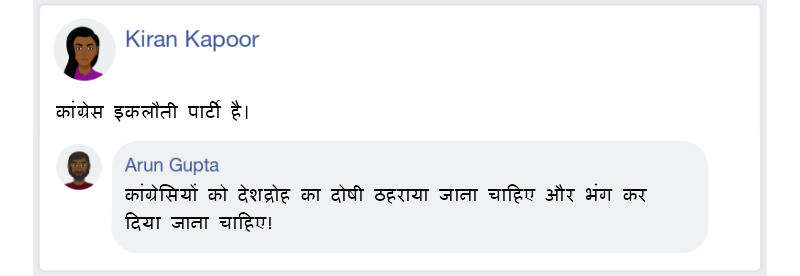 Kiran Kapoor
कांग्रेस इकलौती पार्टी है।
Arun Gupta
कांग्रेसियों को देशद्रोह का दोषी ठहराया जाना चाहिए और भंग कर
दिया जाना चाहिए!